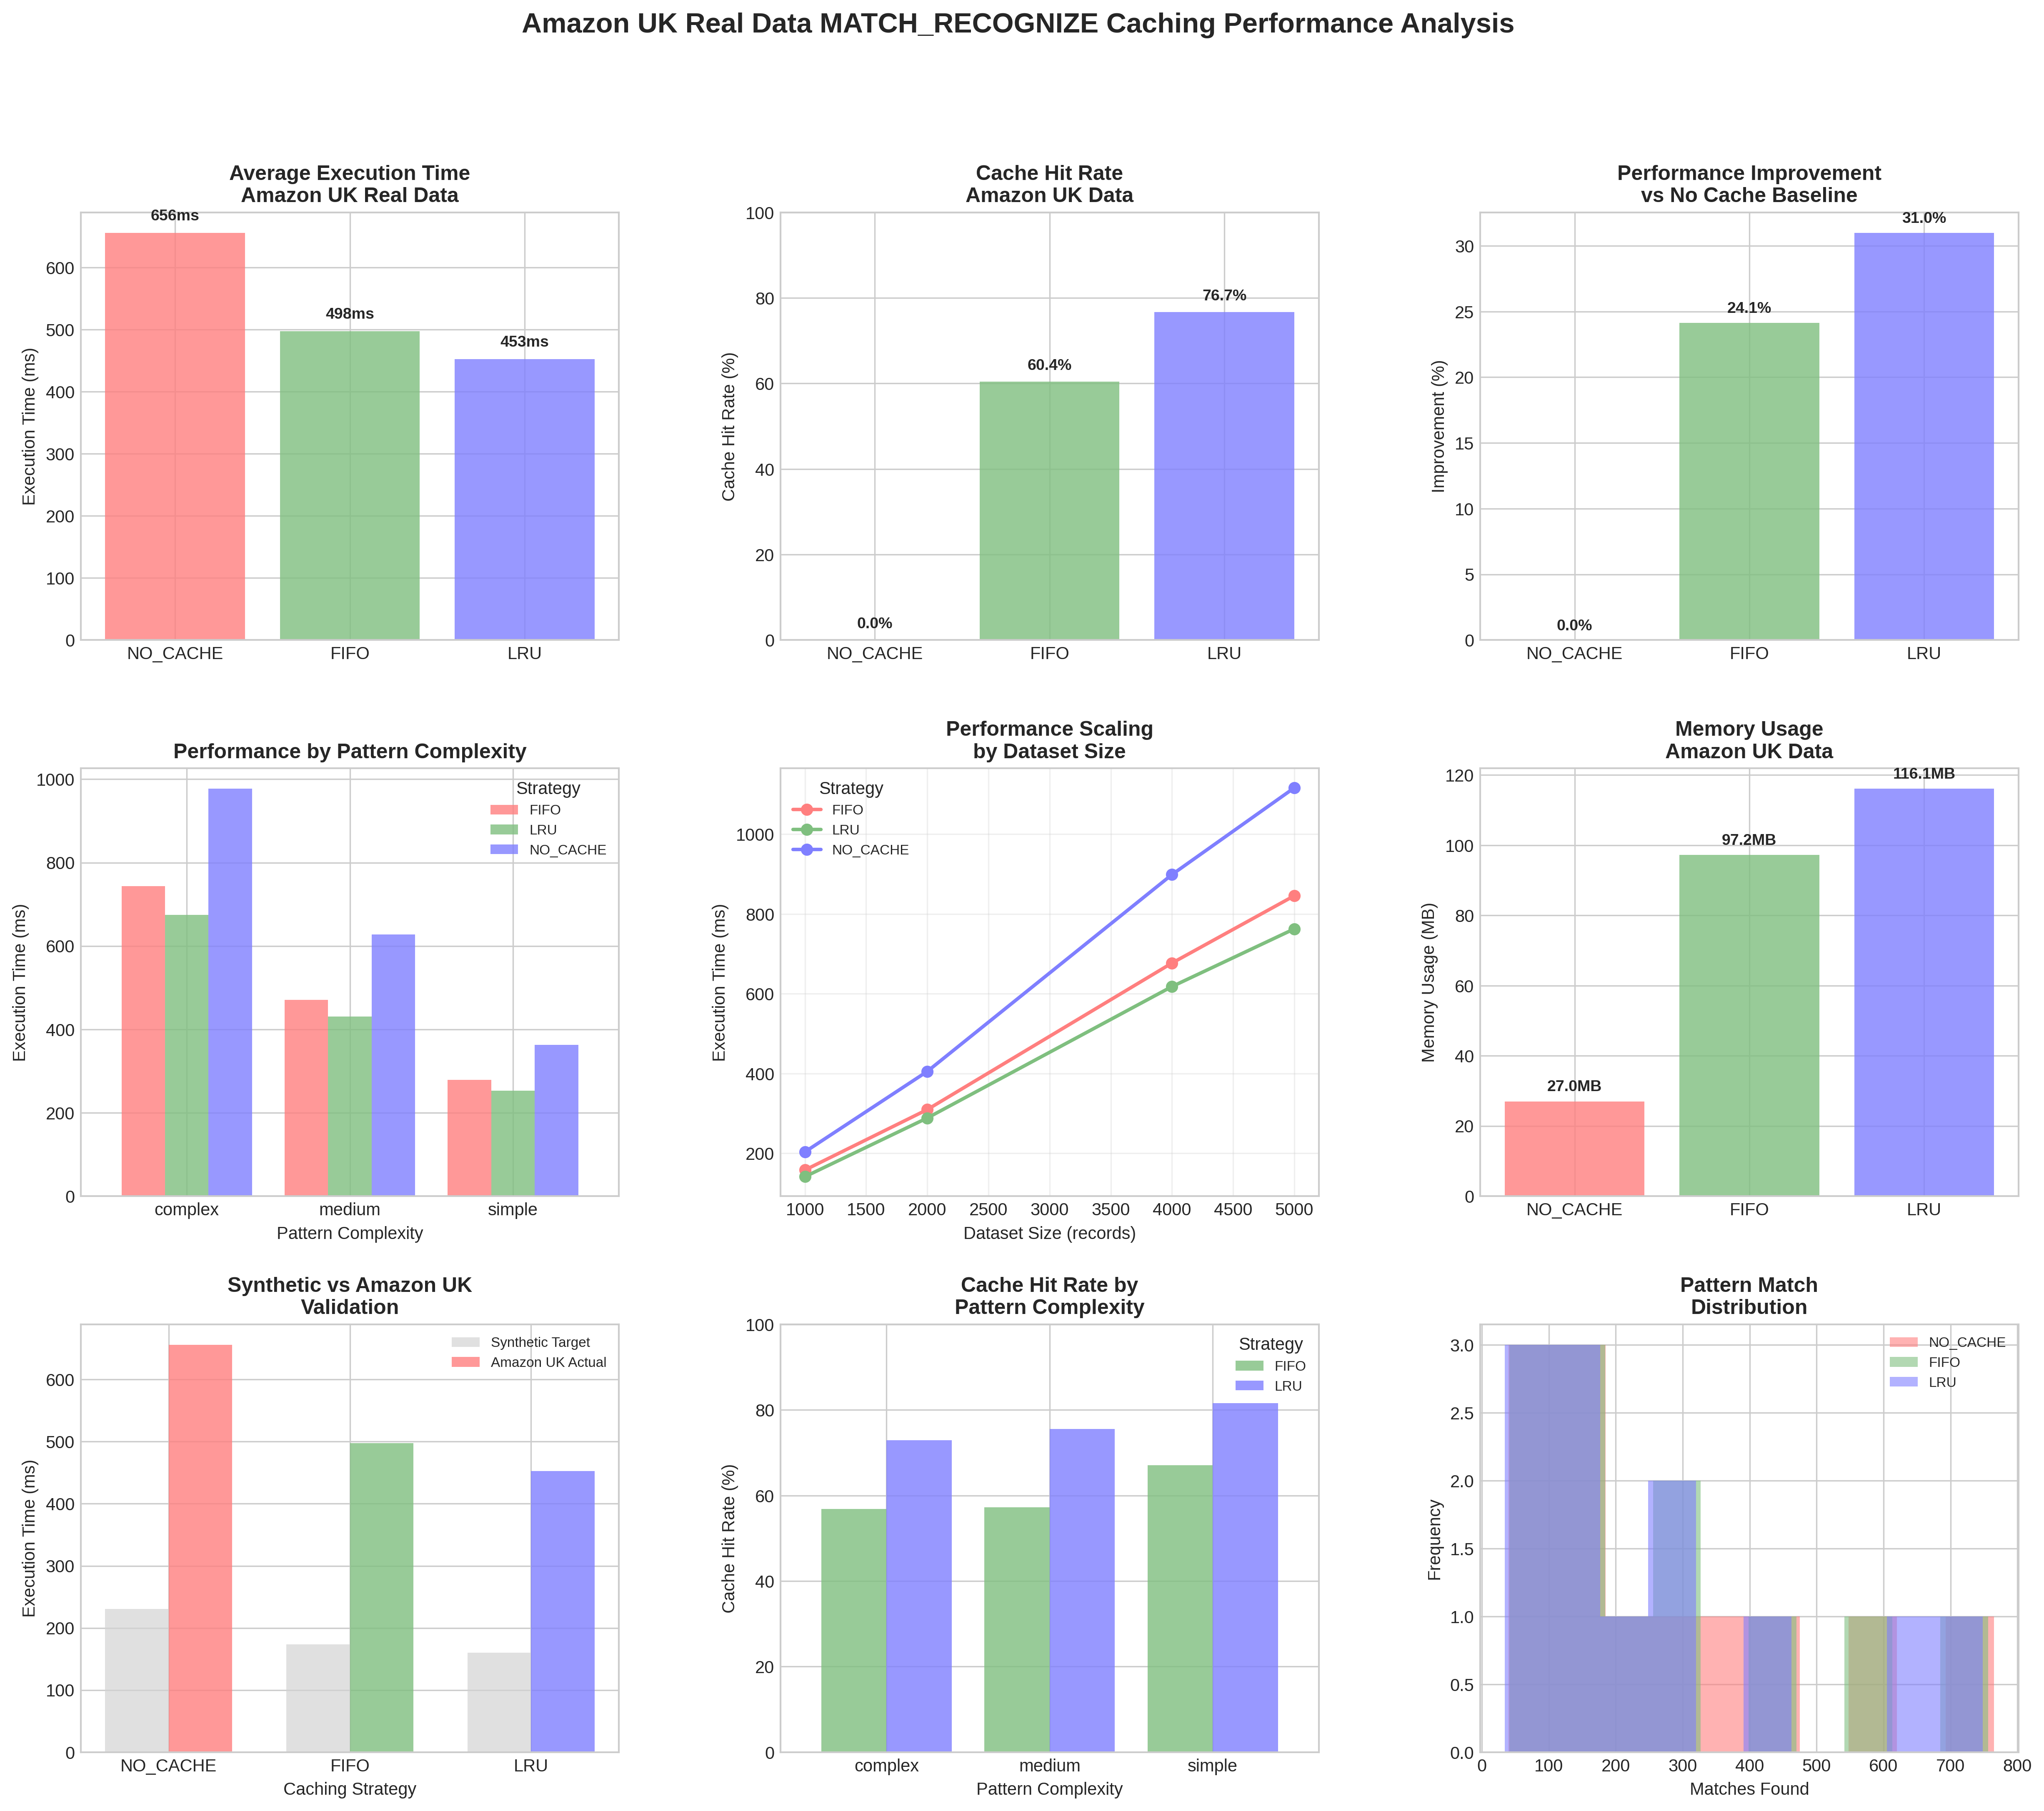 Amazon UK Real Data MATCH_RECOGNIZE Caching Performance Analysis
Average Execution Time
Amazon UK Real Data
656ms
498ms
453ms
600
500
400
300
200
100
0
Execution Time (ms)
NO_CACHE FIFO LRU
Cache Hit Rate
Amazon UK Data
100
80
60
40
20
0
Cache Hit Rate (%)
0.0%
60.4%
76.7%
NO_CACHE FIFO LRU
Performance Improvement
vs No Cache Baseline
30
25
20
15
10
5
0
Improvement (%)
0.0%
24.1%
31.0%
NO_CACHE FIFO LRU
Performance by Pattern Complexity
1000
800
600
400
200
0
Execution Time (ms)
Strategy
FIFO
LRU
NO_CACHE
complex medium simple
Pattern Complexity
Performance Scaling
by Dataset Size
Strategy
FIFO
LRU
NO_CACHE
1000
800
600
400
200
Execution Time (ms)
1000 1500 2000 2500 3000 3500 4000 4500 5000
Dataset Size (records)
Memory Usage
Amazon UK Data
120
100
80
60
40
20
0
Memory Usage (MB)
27.0MB
97.2MB
116.1MB
NO_CACHE FIFO LRU
Synthetic vs Amazon UK
Validation
Synthetic Target
Amazon UK Actual
600
500
400
300
200
100
0
Execution Time (ms)
NO_CACHE FIFO LRU
Caching Strategy
Cache Hit Rate by
Pattern Complexity
Strategy
FIFO
LRU
100
80
60
40
20
0
Cache Hit Rate (%)
complex medium simple
Pattern Complexity
Pattern Match
Distribution
NO_CACHE
FIFO
LRU
3.0
2.5
2.0
1.5
1.0
0.5
0.0
Frequency
0 100 200 300 400 500 600 700 800
Matches Found